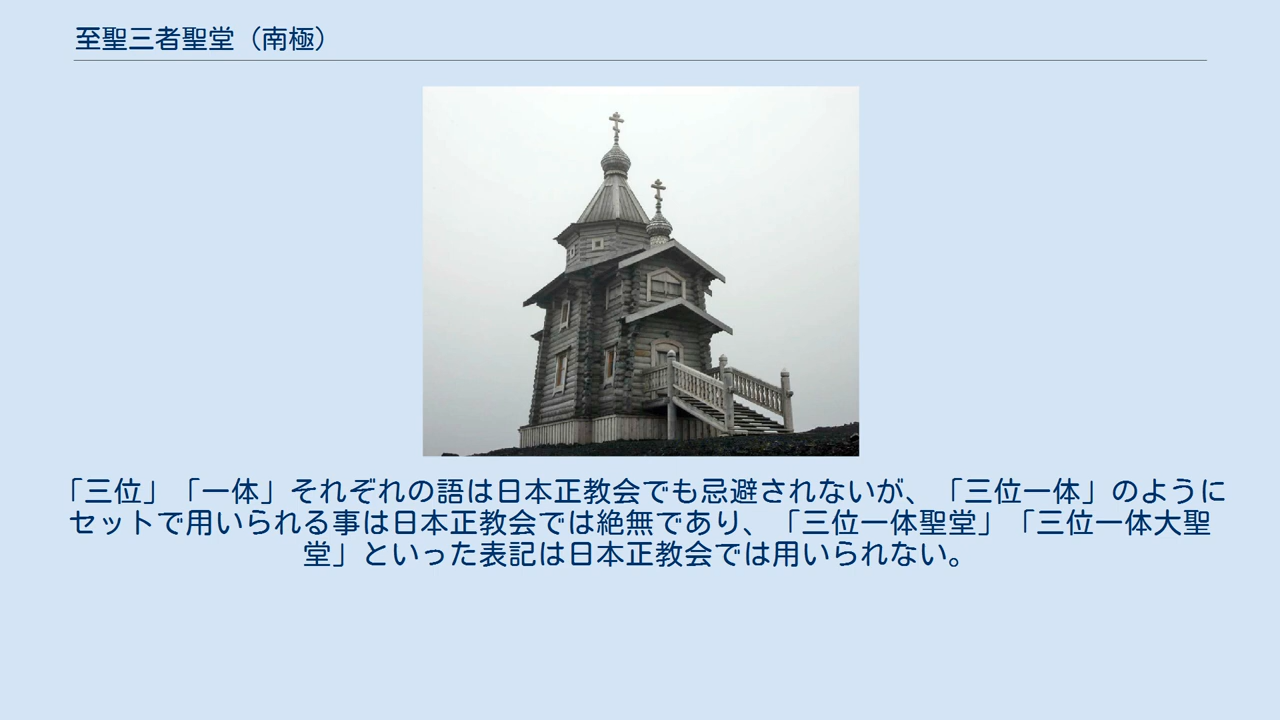 至聖三者聖堂（南極）
「三位」「一体」それぞれの語は日本正教会でも忌避されないが、「三位一体」のように
セットで用いられる事は日本正教会では絶無であり、「三位一体聖堂」「三位一体大聖
堂」といった表記は日本正教会では用いられない。